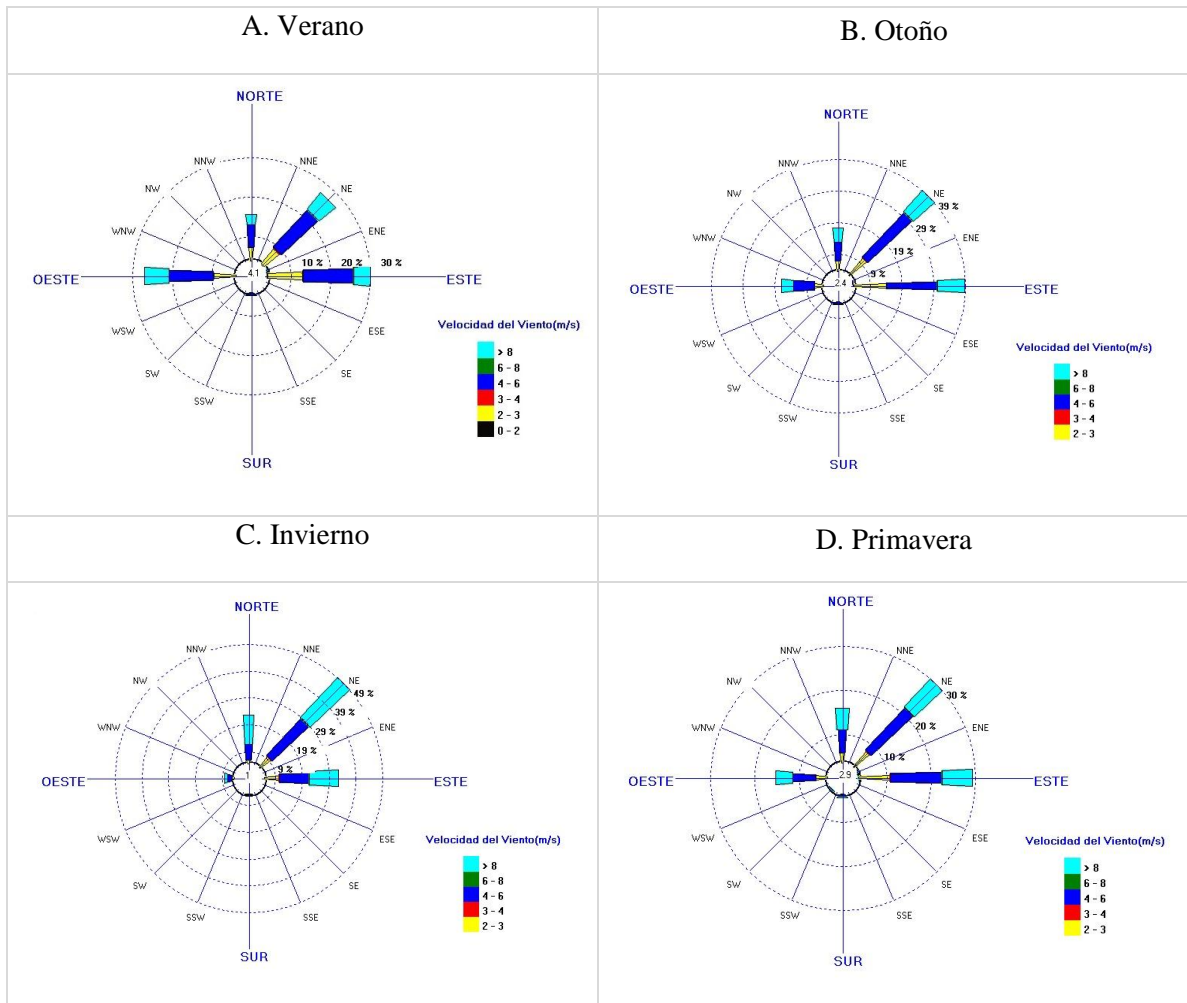 A. Verano
NORTE
NNW
NNE
NW
NE
WNW
ENE
4.1
10 %
20 %
30 %
OESTE
ESTE
WSW
ESE
SW
SE
SSW
SSE
SUR
Velocidad del Viento(m/s)
> 8
6 - 8
4 - 6
3 - 4
2 - 3
0 - 2
B. Otoño
NORTE
NNW
NNE
NW
NE
39 %
29 %
WNW
ENE
19 %
9 %
2.4
OESTE
ESTE
WSW
ESE
SW
SE
SSW
SSE
SUR
Velocidad del Viento(m/s)
> 8
6 - 8
4 - 6
3 - 4
2 - 3
C. Invierno
NORTE
NNW
NNE
NW
NE
49 %
39 %
WNW
ENE
29 %
19 %
9 %
1
OESTE
ESTE
WSW
ESE
SW
SE
SSW
SSE
SUR
Velocidad del Viento(m/s)
> 8
6 - 8
4 - 6
3 - 4
2 - 3
D. Primavera
NORTE
NNW
NNE
NW
NE
30 %
20 %
WNW
ENE
10 %
2.9
OESTE
ESTE
WSW
ESE
SW
SE
SSW
SSE
SUR
Velocidad del Viento(m/s)
> 8
6 - 8
4 - 6
3 - 4
2 - 3